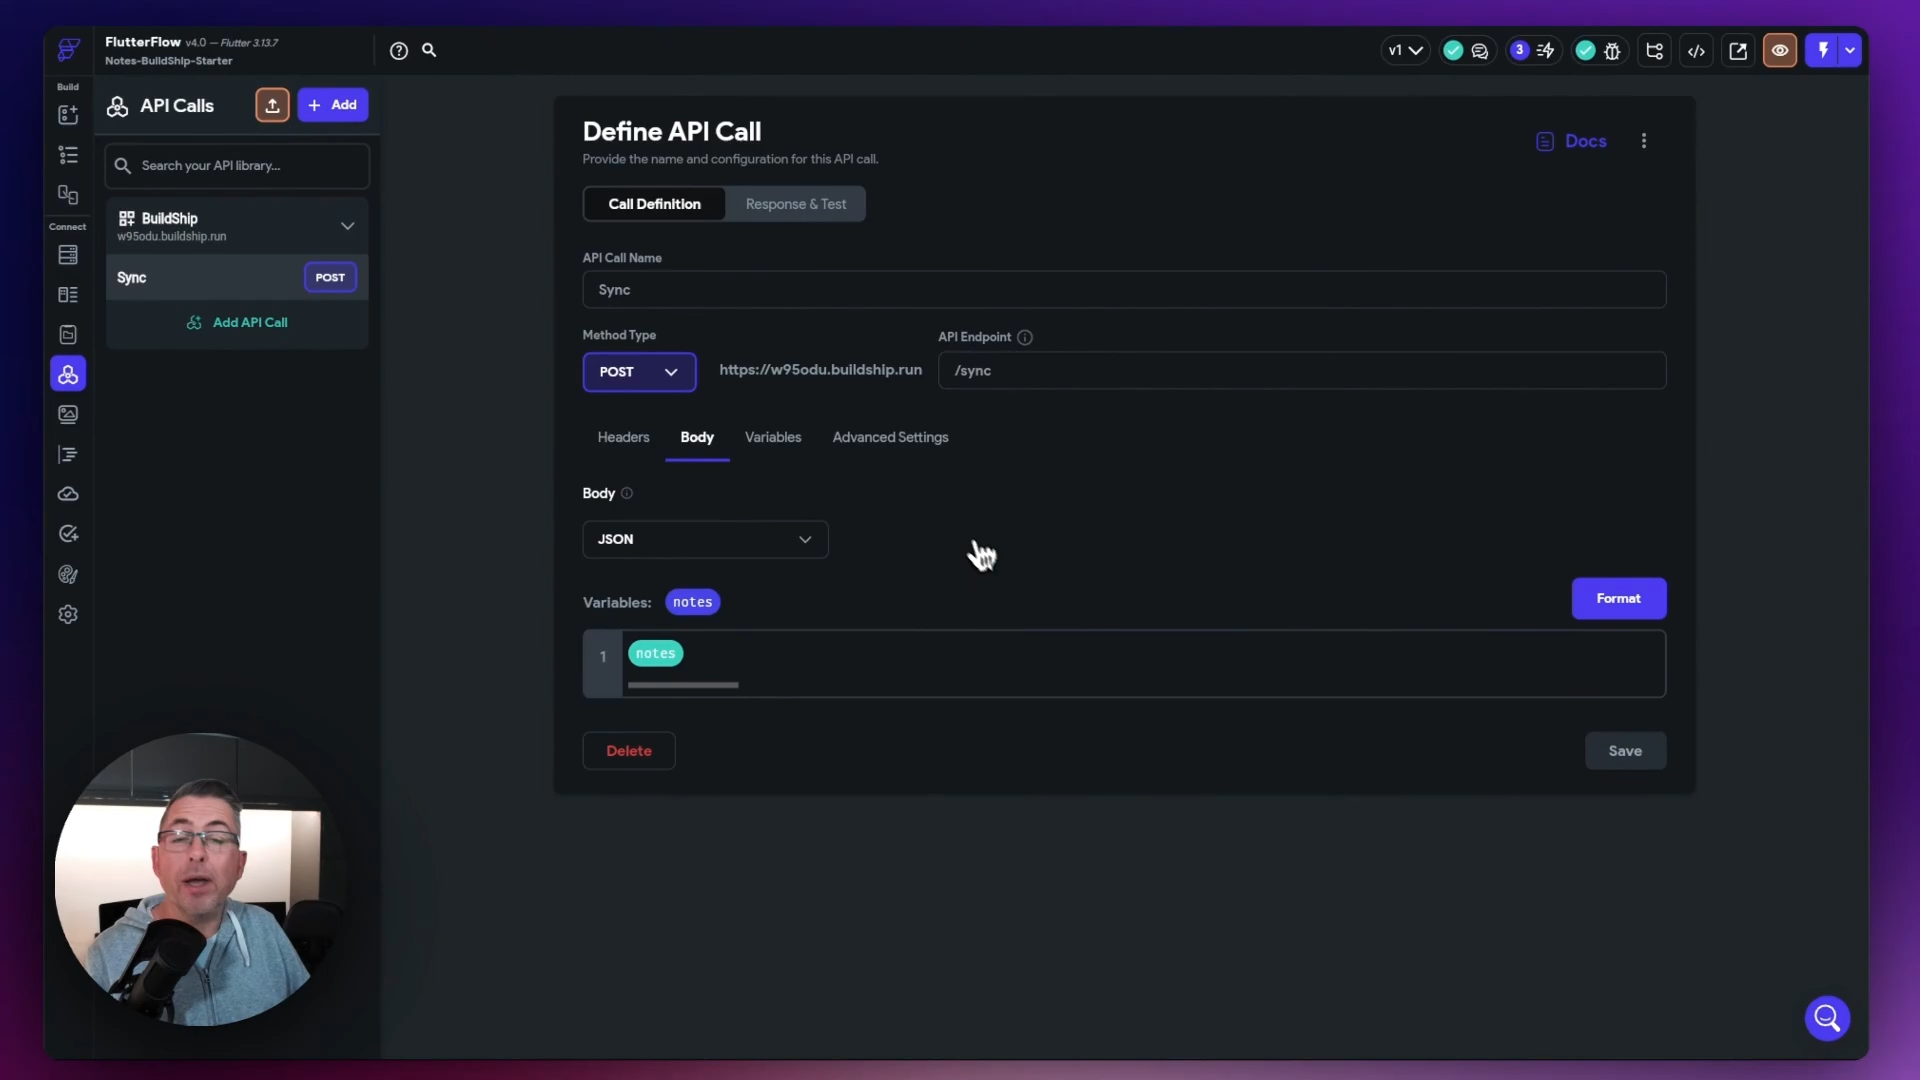 FlutterFlow v4.0 — Flutter 3.13.7
Notes-BuildShip-Starter
v1
3
Build
API Calls
+ Add
Search your API library...
BuildShip
w95odu.buildship.run
Connect
Sync
POST
Add API Call
Define API Call
Provide the name and configuration for this API call.
Docs
Call Definition
Response & Test
API Call Name
Sync
Method Type
API Endpoint
POST
https://w95odu.buildship.run
/sync
Headers
Body
Variables
Advanced Settings
Body
JSON
Variables:
notes
Format
1
notes
Delete
Save